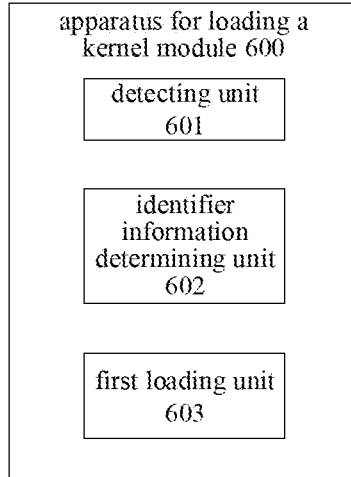 apparatus for loading a
kernel module 600
detecting unit
601
identifier
information
determining unit
602
first loading unit
603